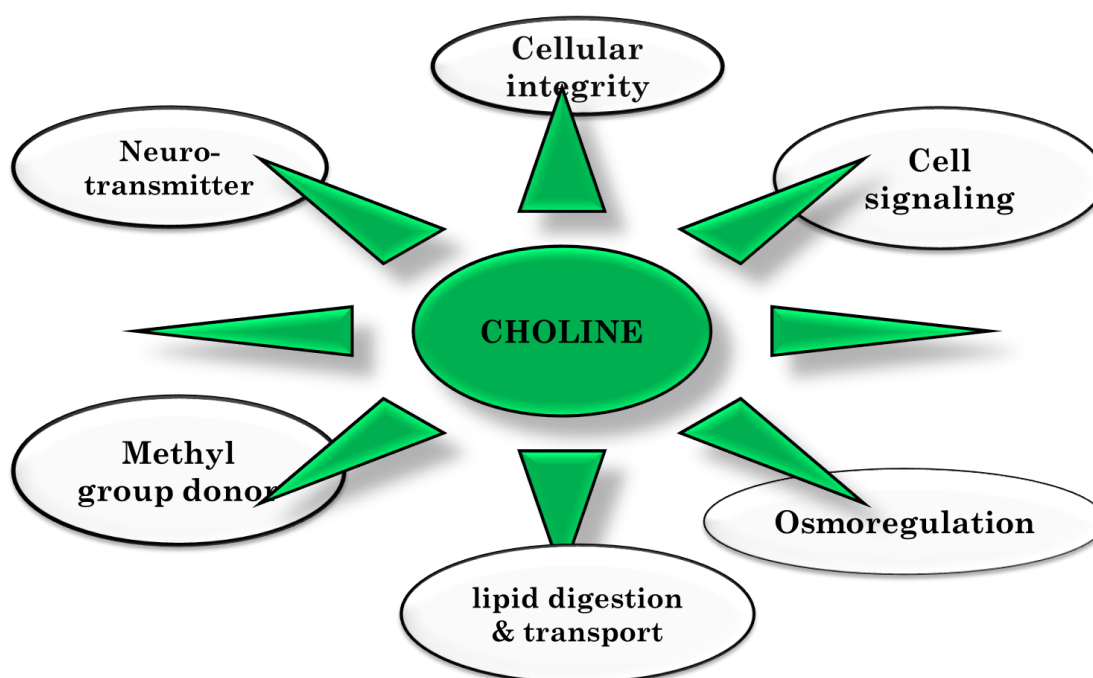 Cellular
integrity
Neuro-
transmitter
Cell
signaling
CHOLINE
Methyl
group donor
Osmoregulation
lipid digestion
& transport